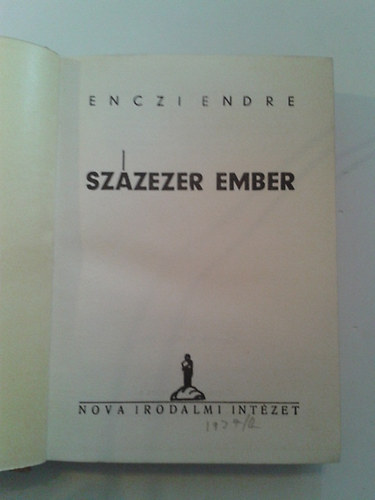 ENCZI ENDRE
SZÁZEZER EMBER
NOVA IRODALMI INTÉZET